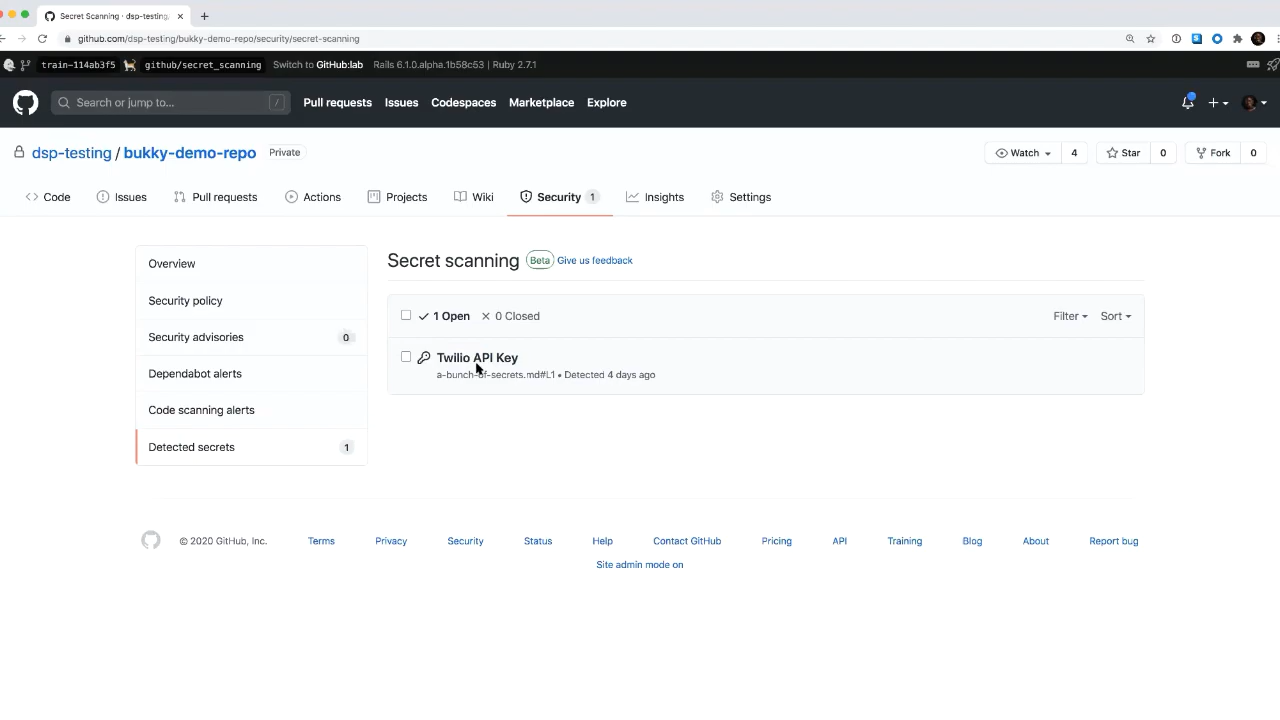 Secret Scanning · dsp-testing,
github.com/dsp-testing/bukky-demo-repo/security/secret-scanning
train-114ab3f5 github/secret_scanning Switch to GitHub:lab Rails 6.1.0.alpha.1b58c53 | Ruby 2.7.1
Search or jump to... / Pull requests Issues Codespaces Marketplace Explore
dsp-testing / bukky-demo-repo Private Watch 4 Star 0 Fork 0
Code Issues Pull requests Actions Projects Wiki Security 1 Insights Settings
Overview
Security policy
Security advisories 0
Dependabot alerts
Code scanning alerts
Detected secrets 1
Secret scanning Beta Give us feedback
1 Open 0 Closed Filter Sort
Twilio API Key
a-bunch-of-secrets.md#L1 • Detected 4 days ago
© 2020 GitHub, Inc. Terms Privacy Security Status Help Contact GitHub Pricing API Training Blog About Report bug
Site admin mode on